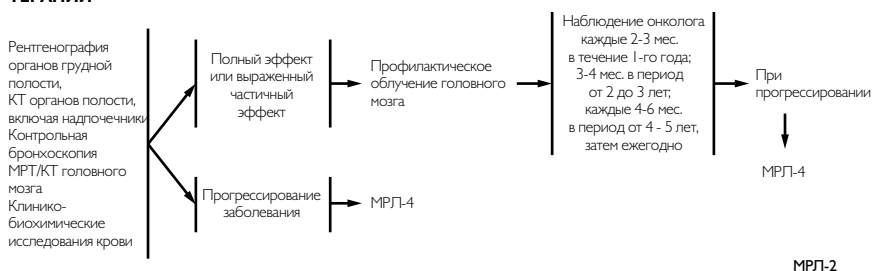 Рентгенография
органов грудной
полости,
КТ органов полости,
включая надпочечники
Контрольная
бронхоскопия
МРТ/КТ головного
мозга
Клинико-
биохимические
исследования крови
Полный эффект
или выраженный
частичный
эффект
Профилактическое
облучение головного
мозга
Наблюдение онколога
каждые 2-3 мес.
в течение 1-го года;
3-4 мес. в период
от 2 до 3 лет;
каждые 4-6 мес.
в период от 4 - 5 лет,
затем ежегодно
При
прогрессировании
МРЛ-4
Прогрессирование
заболевания
МРЛ-4
МРЛ-2